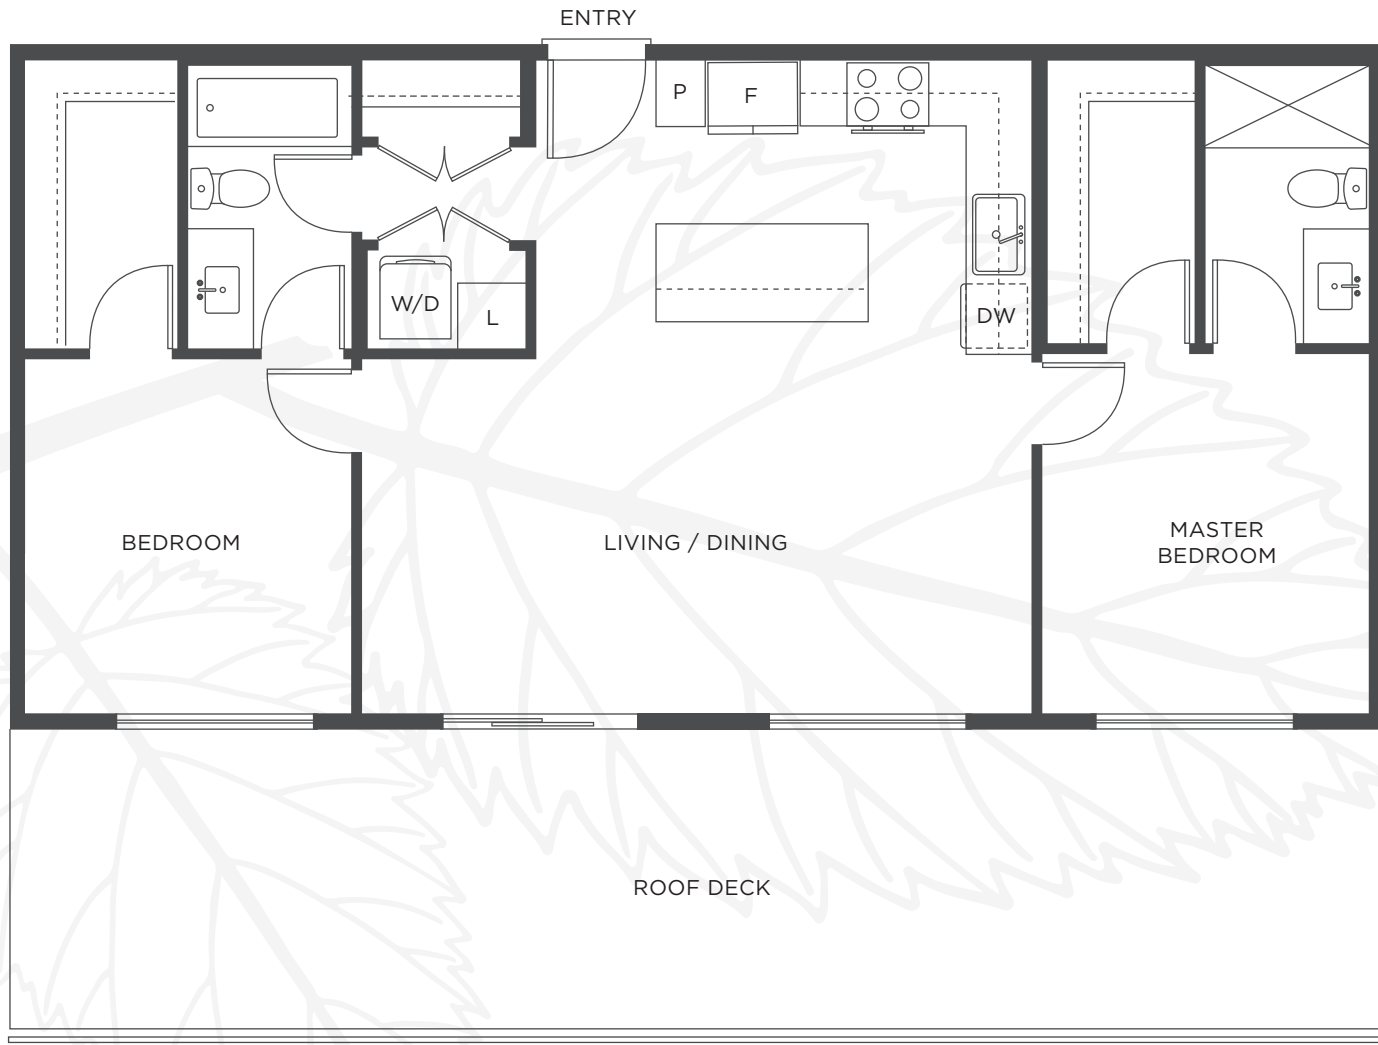 ENTRY
P
F
W/D
L
DW
BEDROOM
LIVING / DINING
MASTER
BEDROOM
ROOF DECK